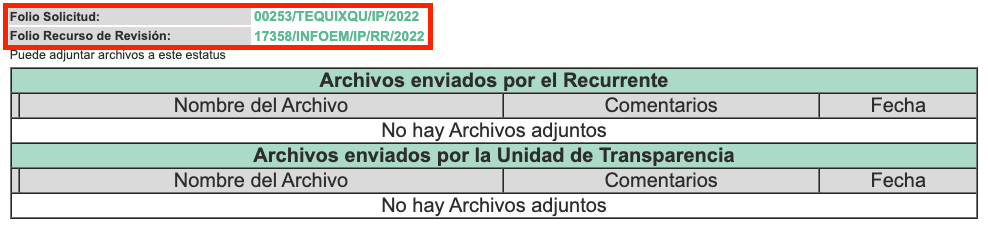 Folio Solicitud: 00253/TEQUIXQU/IP/2022
Folio Recurso de Revisión: 17358/INFOEM/IP/RR/2022
Puede adjuntar archivos a este estatus
Archivos enviados por el Recurrente
Nombre del Archivo Comentarios Fecha
No hay Archivos adjuntos
Archivos enviados por la Unidad de Transparencia
Nombre del Archivo Comentarios Fecha
No hay Archivos adjuntos